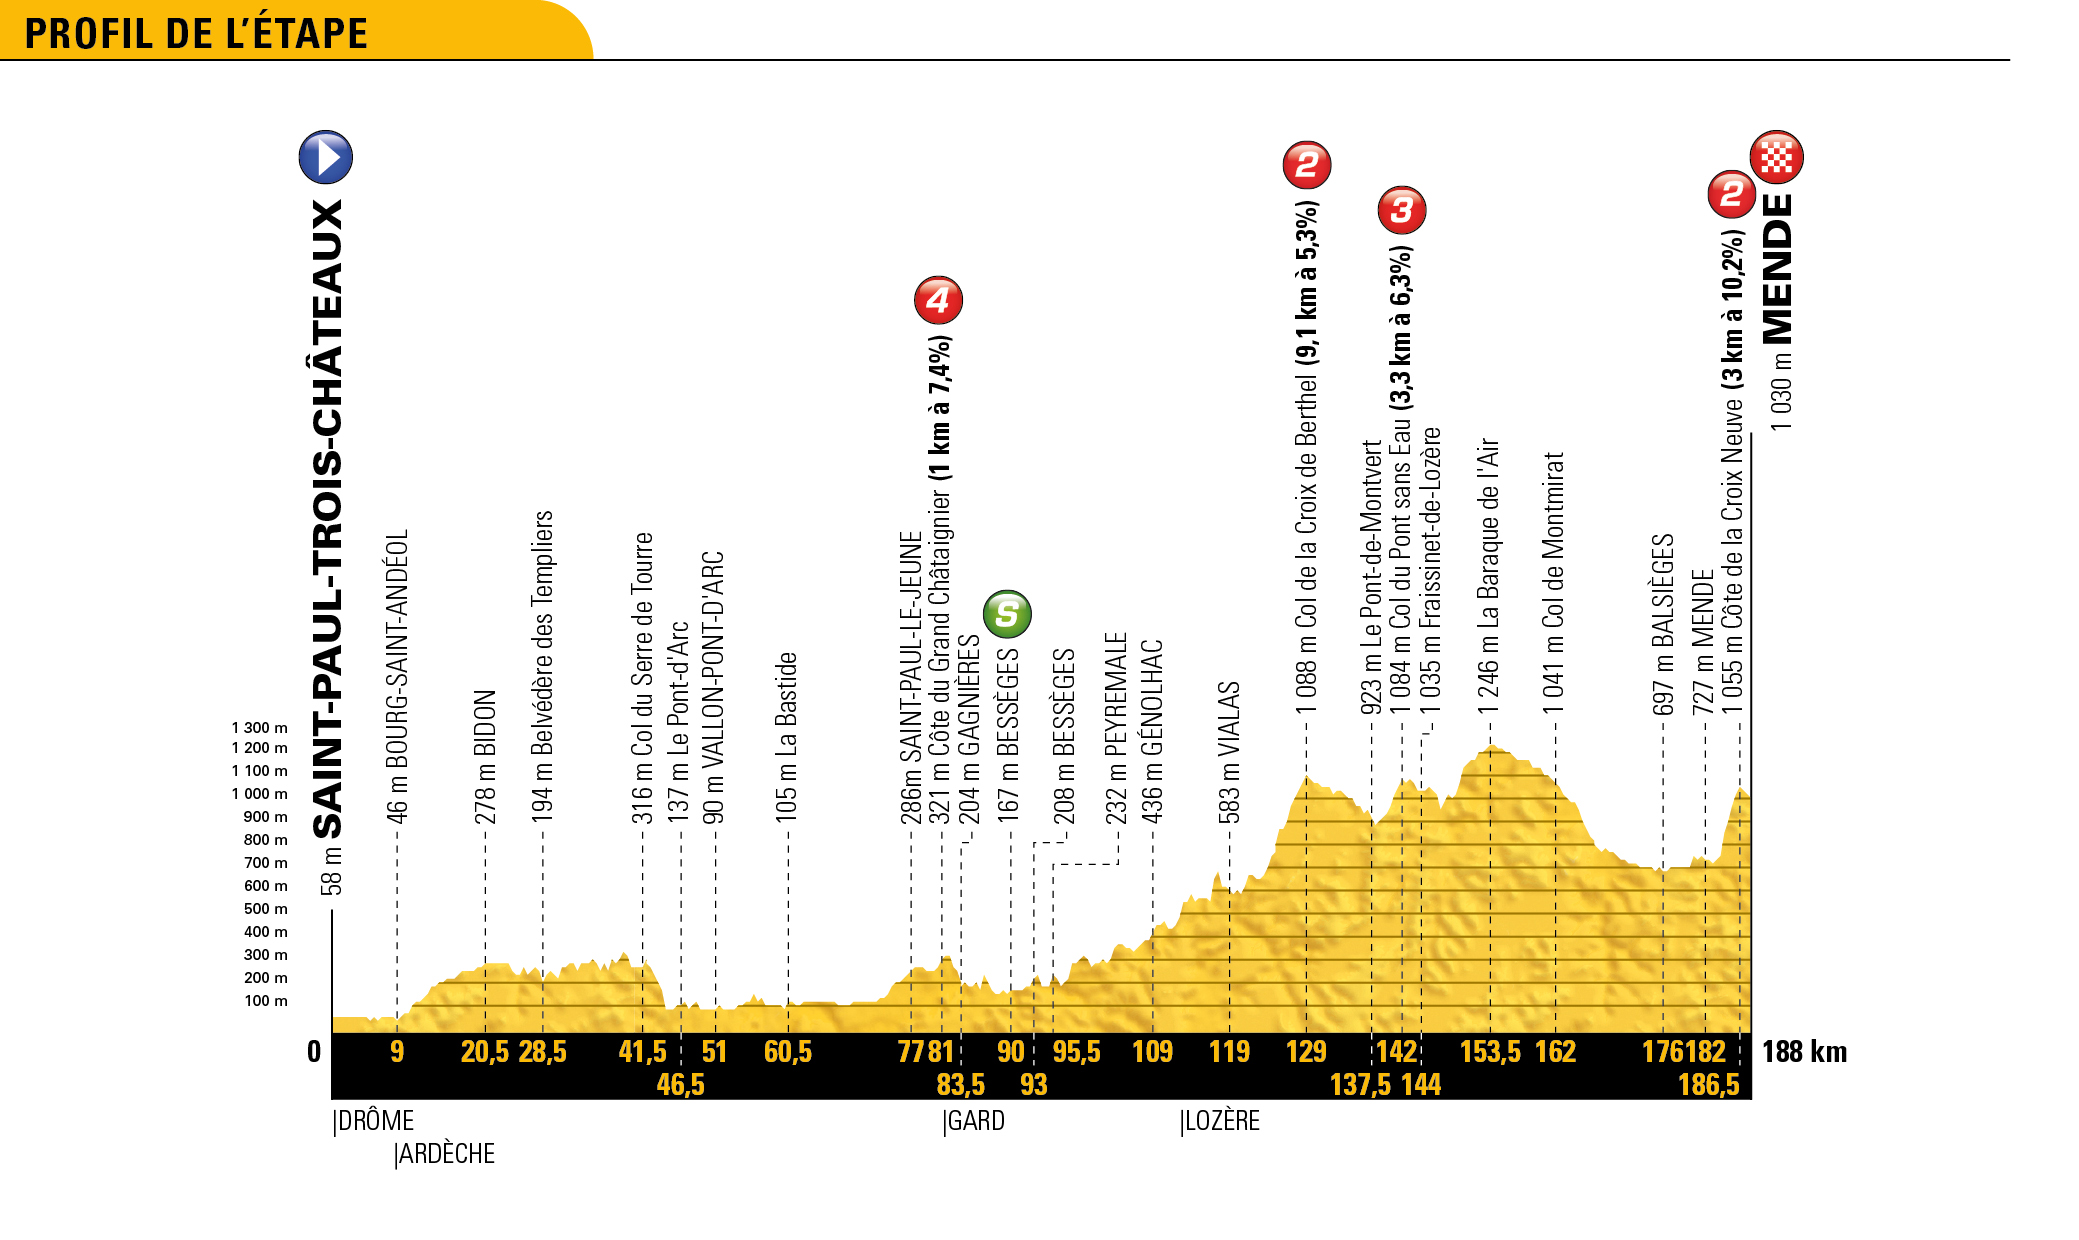 PROFIL DE L'ÉTAPE
58 m SAINT-PAUL-TROIS-CHÂTEAUX
46 m BOURG-SAINT-ANDÉOL
278 m BIDON
194 m Belvédère des Templiers
316 m Col du Serre de Tourre
137 m Le Pont-d'Arc
90 m VALLON-PONT-D'ARC
105 m La Bastide
286m SAINT-PAUL-LE-JEUNE
4
321 m Côte du Grand Châtaignier (1 km à 7,4%)
204 m GAGNIÈRES
S
167 m BESSÈGES
208 m BESSÈGES
232 m PEYREMALE
436 m GÉNOLHAC
583 m VIALAS
2
1 088 m Col de la Croix de Berthel (9,1 km à 5,3%)
923 m Le Pont-de-Montvert
3
1 084 m Col du Pont sans Eau (3,3 km à 6,3%)
1 035 m Fraissinet-de-Lozère
1 246 m La Baraque de l'Air
1 041 m Col de Montmirat
697 m BALSIÈGES
727 m MENDE
2
1 055 m Côte de la Croix Neuve (3 km à 10,2%)
1 030 m MENDE
1 300 m
1 200 m
1 100 m
1 000 m
900 m
800 m
700 m
600 m
500 m
400 m
300 m
200 m
100 m
0 9 20,5 28,5 41,5 51 60,5 77 81 90 95,5 109 119 129 142 153,5 162 176 182 188 km
46,5 83,5 93 137,5 144 186,5
|DRÔME |GARD |LOZÈRE
|ARDÈCHE